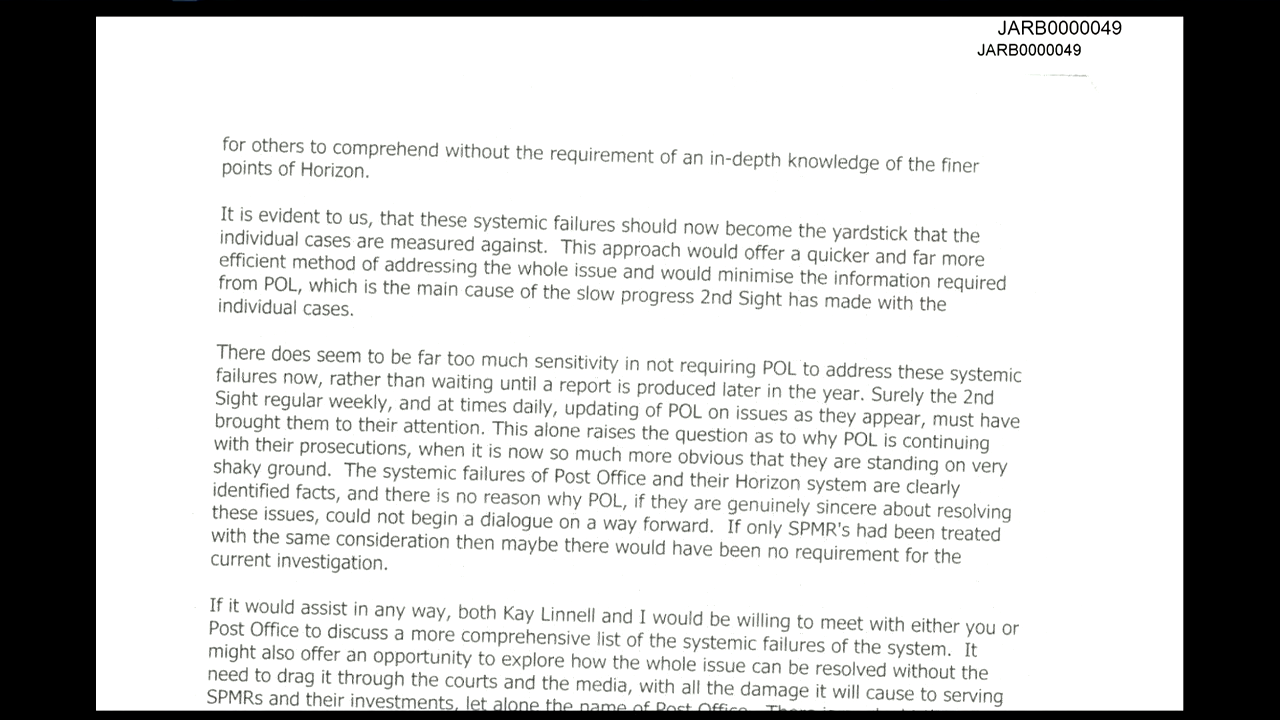 JARB0000049
JARB0000049
for others to comprehend without the requirement of an in-depth knowledge of the finer
points of Horizon.
It is evident to us, that these systemic failures should now become the yardstick that the
individual cases are measured against.  This approach would offer a quicker and far more
efficient method of addressing the whole issue and would minimise the information required
from POL, which is the main cause of the slow progress 2nd Sight has made with the
individual cases.
There does seem to be far too much sensitivity in not requiring POL to address these systemic
failures now, rather than waiting until a report is produced later in the year. Surely the 2nd
Sight regular weekly, and at times daily, updating of POL on issues as they appear, must have
brought them to their attention. This alone raises the question as to why POL is continuing
with their prosecutions, when it is now so much more obvious that they are standing on very
shaky ground.  The systemic failures of Post Office and their Horizon system are clearly
identified facts, and there is no reason why POL, if they are genuinely sincere about resolving
these issues, could not begin a dialogue on a way forward.  If only SPMR's had been treated
with the same consideration then maybe there would have been no requirement for the
current investigation.
If it would assist in any way, both Kay Linnell and I would be willing to meet with either you or
Post Office to discuss a more comprehensive list of the systemic failures of the system.  It
might also offer an opportunity to explore how the whole issue can be resolved without the
need to drag it through the courts and the media, with all the damage it will cause to serving
SPMRs and their investments, let alone the name of Post Office.